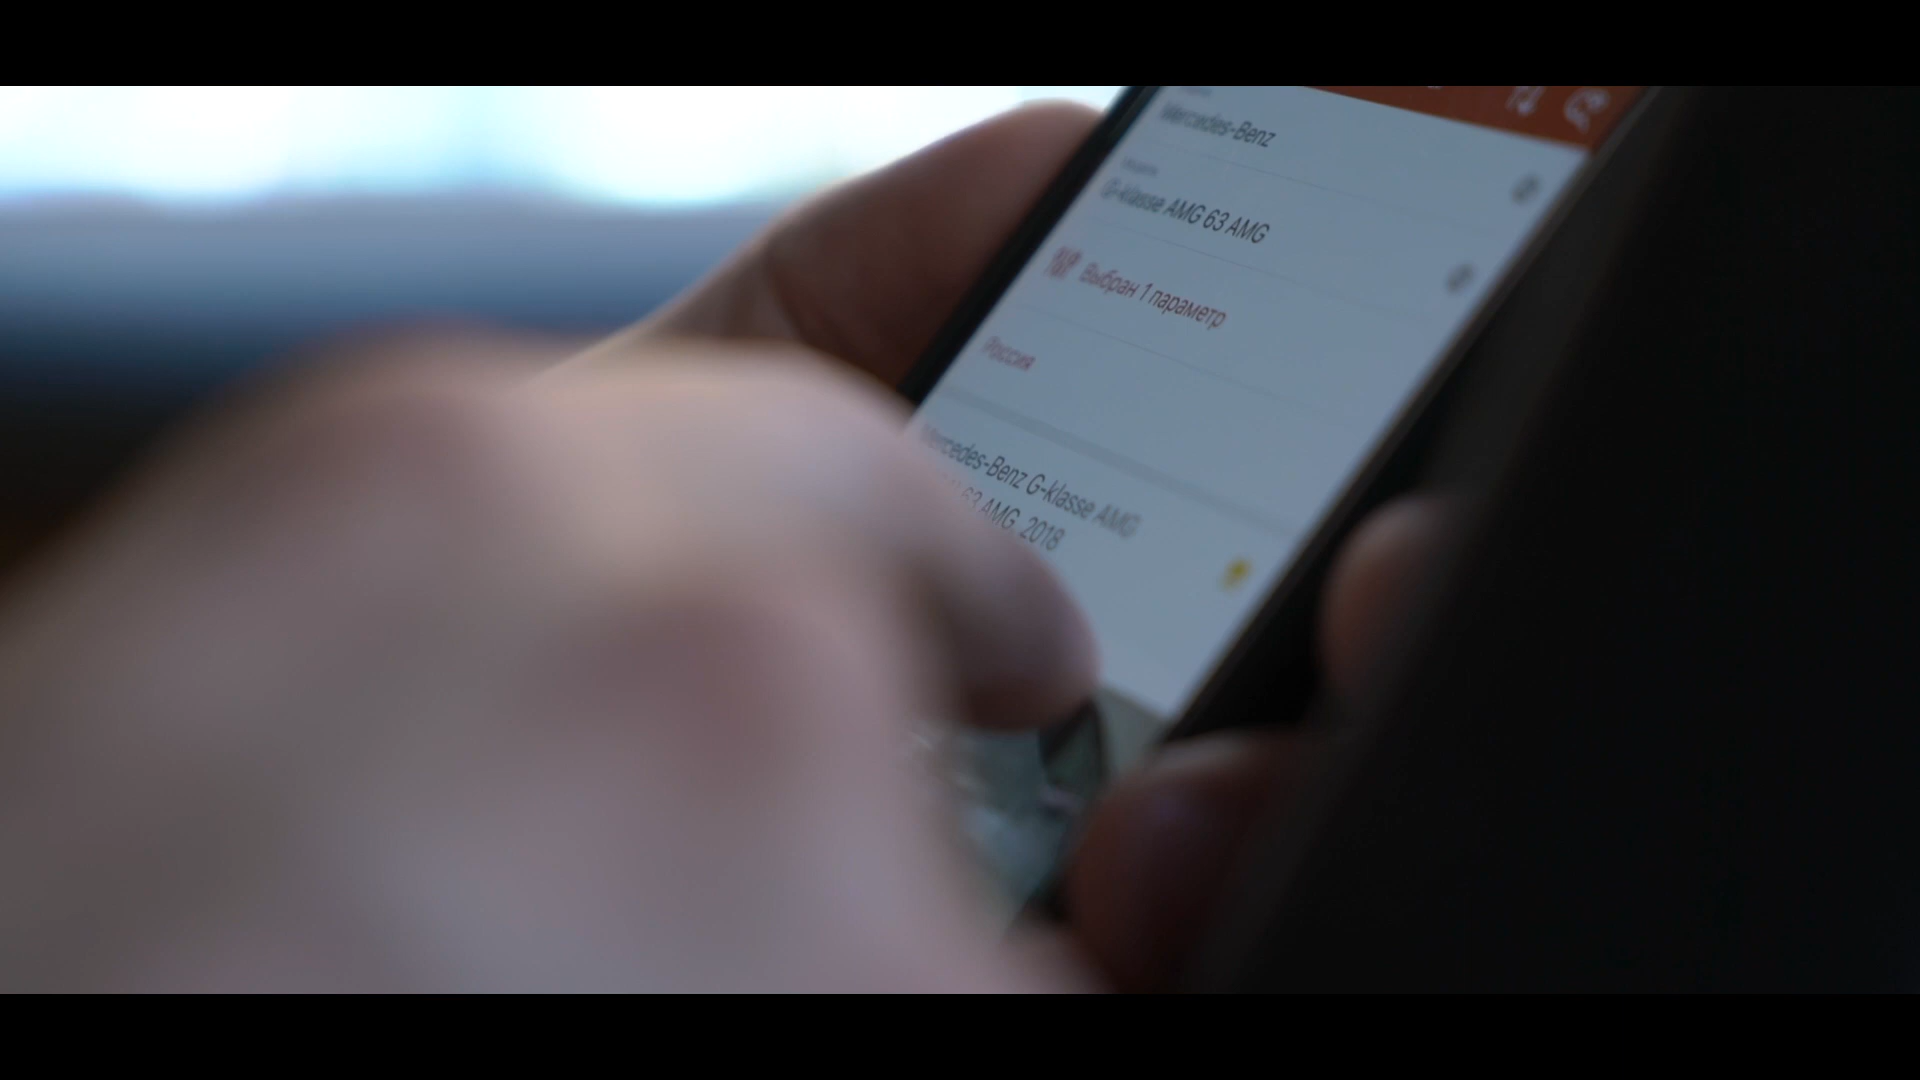 Mercedes-Benz
G-klasse AMG 63 AMG
Выбран 1 параметр
Россия
Mercedes-Benz G-klasse AMG
63 AMG, 2018